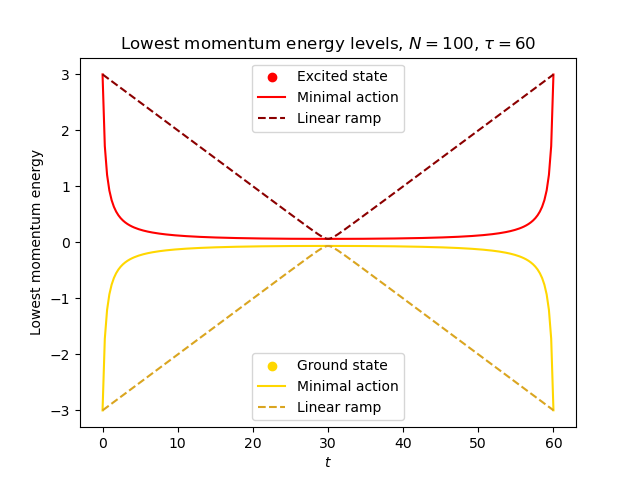 Lowest momentum energy levels, N = 100, τ = 60
Lowest momentum energy
3
2
1
0
−1
−2
−3
Excited state
Minimal action
Linear ramp
Ground state
Minimal action
Linear ramp
0 10 20 30 40 50 60
t